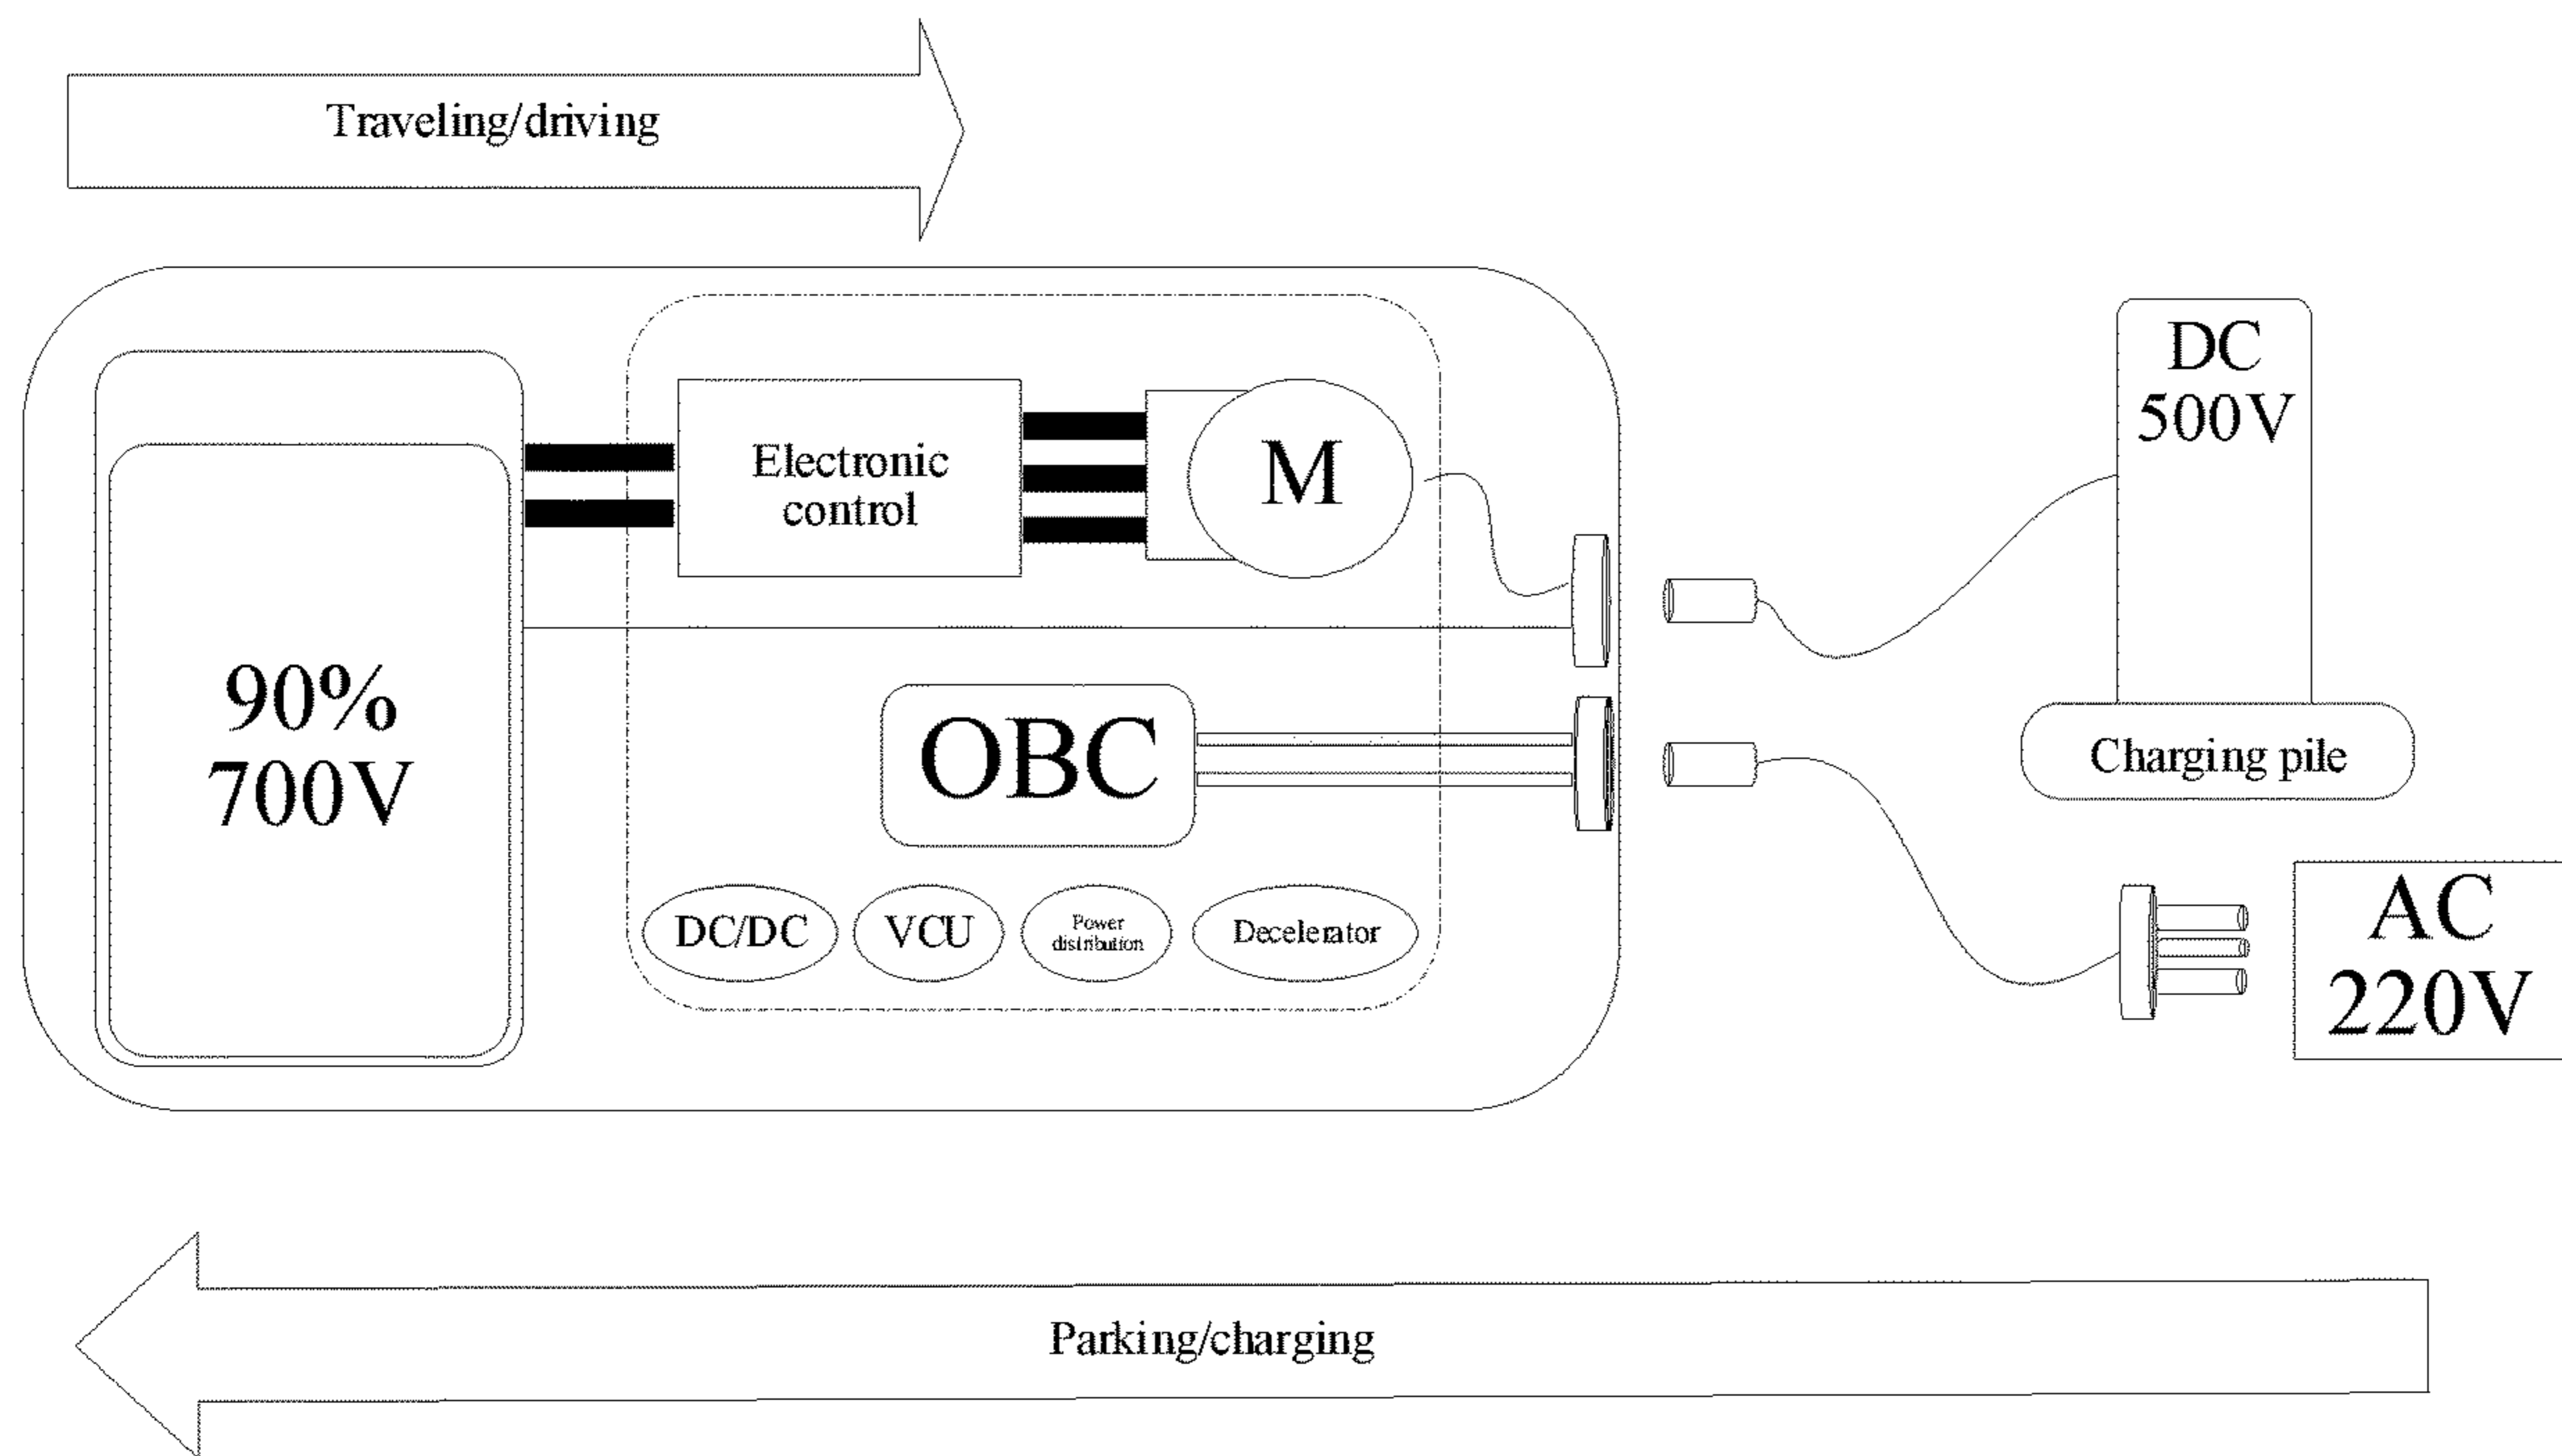 Traveling/driving
DC
500V
Electronic
control
M
90%
700V
OBC
Charging pile
DC/DC
VCU
Power
distribution
Decelerator
AC
220V
Parking/charging